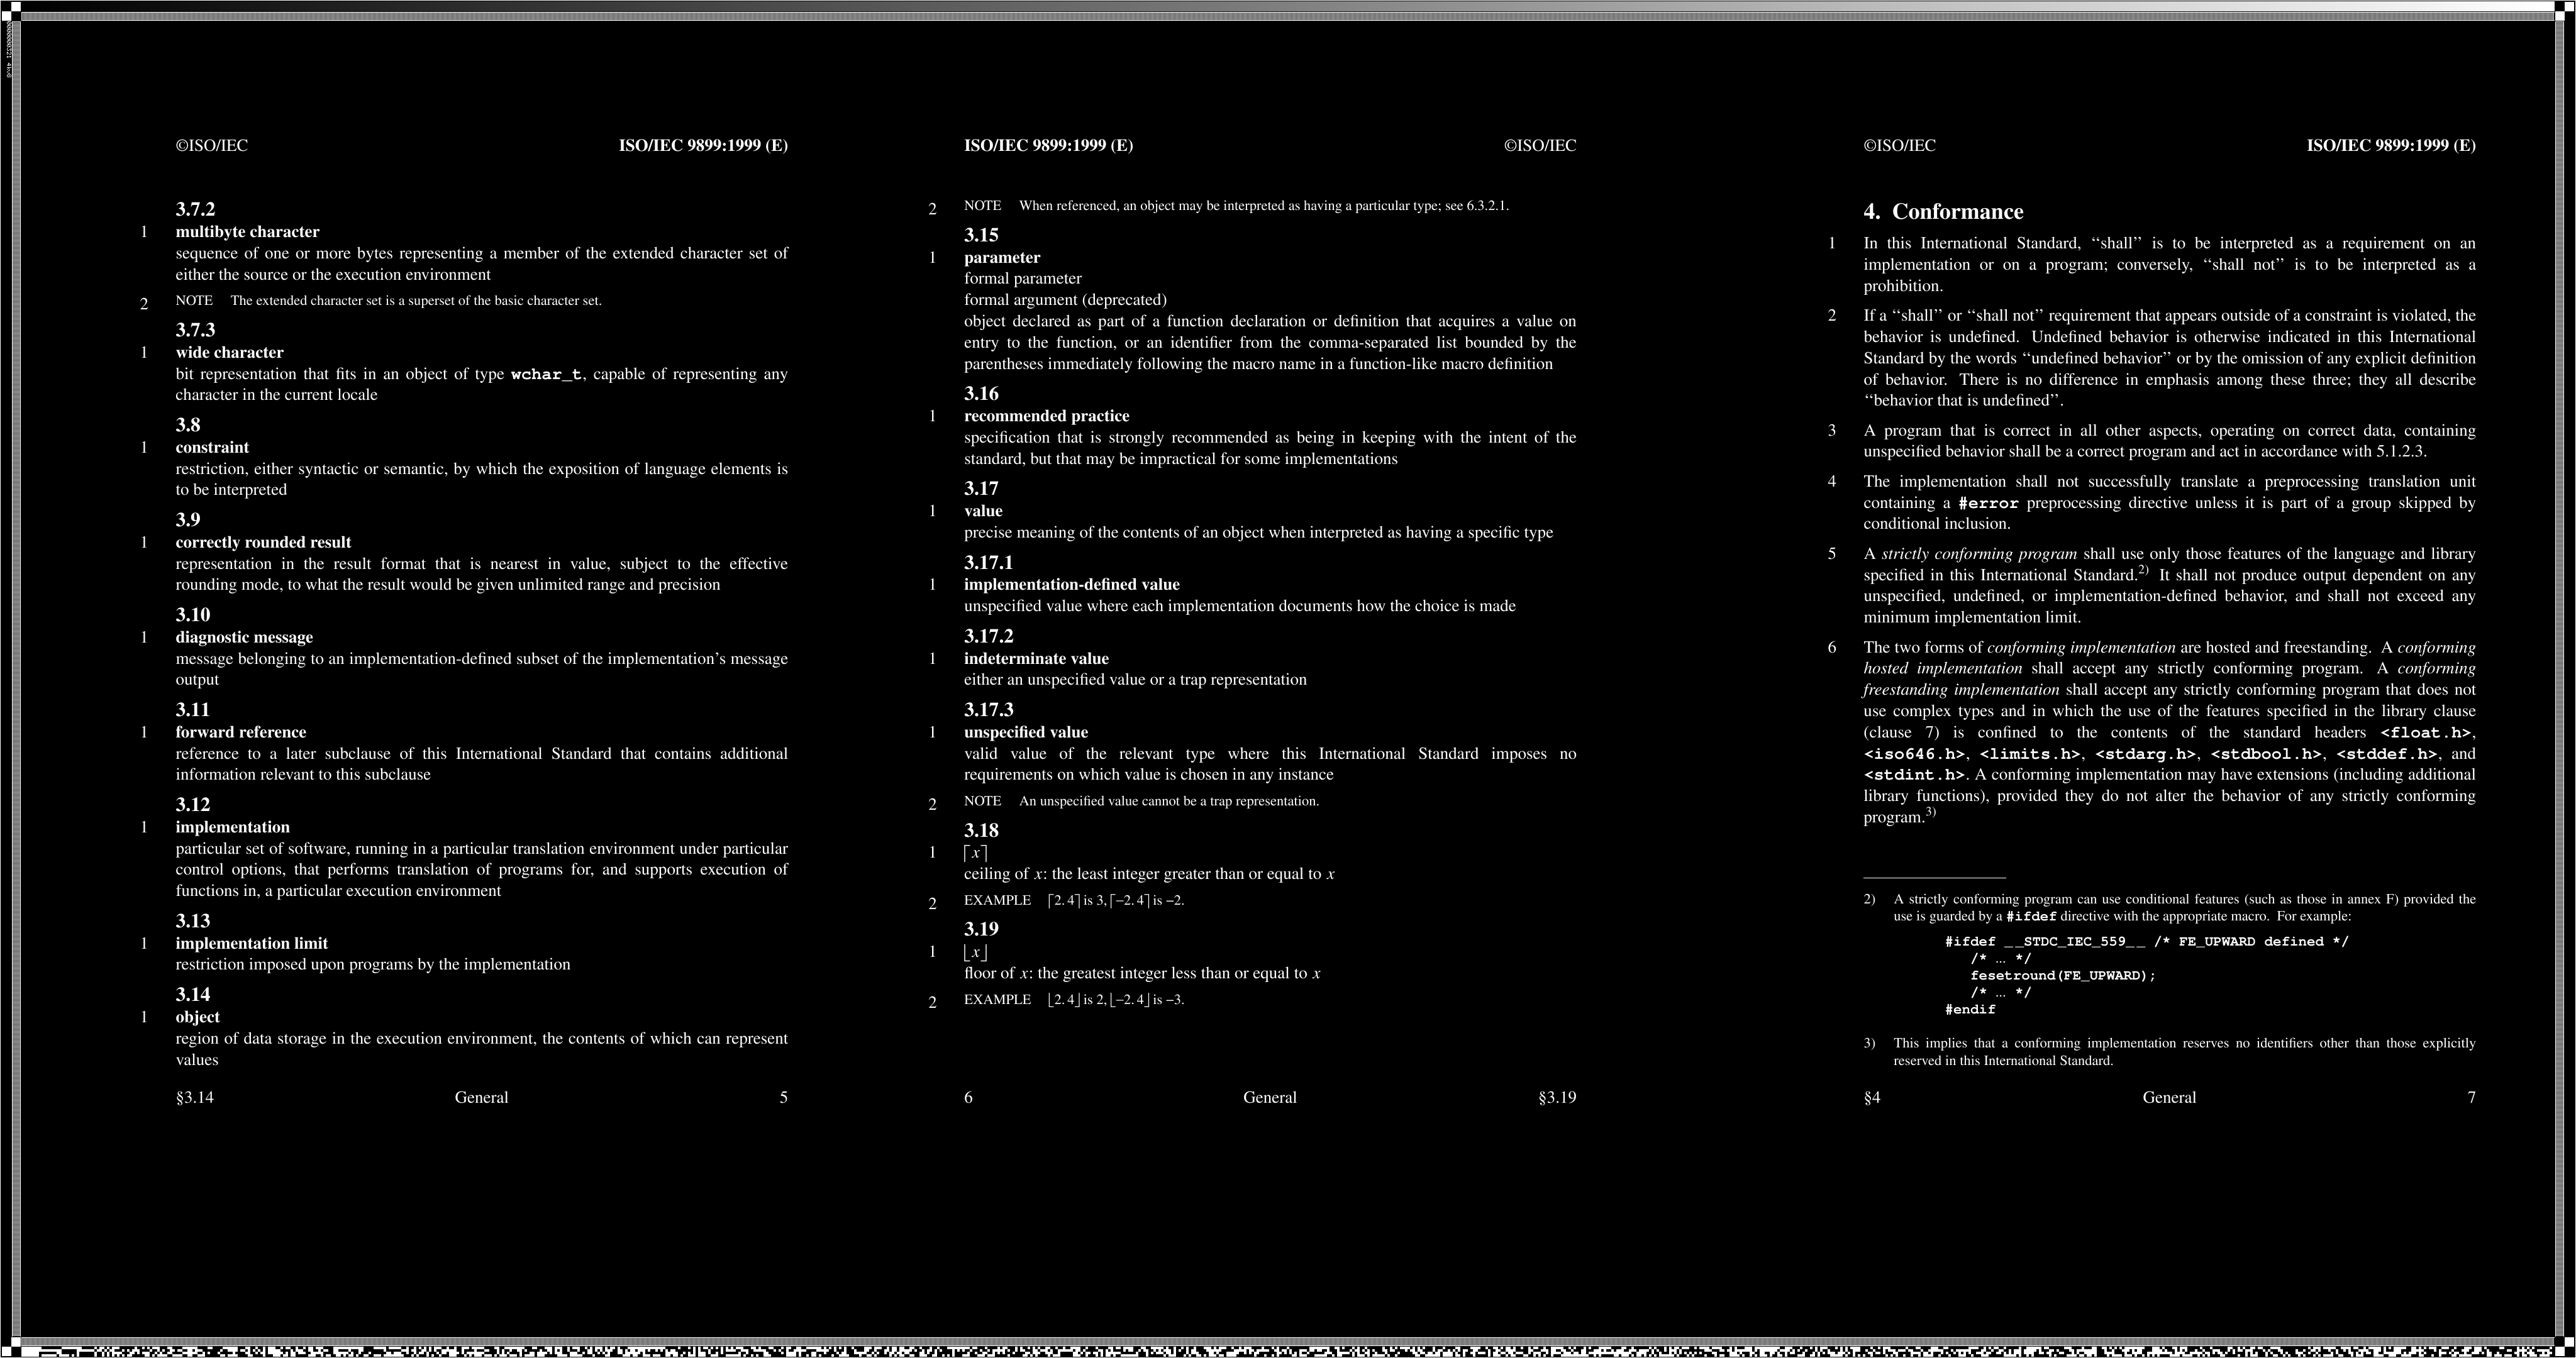 ©ISO/IEC ISO/IEC 9899:1999 (E)
3.7.2
1 multibyte character
sequence of one or more bytes representing a member of the extended character set of
either the source or the execution environment
2 NOTE The extended character set is a superset of the basic character set.
3.7.3
1 wide character
bit representation that fits in an object of type wchar_t, capable of representing any
character in the current locale
3.8
1 constraint
restriction, either syntactic or semantic, by which the exposition of language elements is
to be interpreted
3.9
1 correctly rounded result
representation in the result format that is nearest in value, subject to the effective
rounding mode, to what the result would be given unlimited range and precision
3.10
1 diagnostic message
message belonging to an implementation-defined subset of the implementation’s message
output
3.11
1 forward reference
reference to a later subclause of this International Standard that contains additional
information relevant to this subclause
3.12
1 implementation
particular set of software, running in a particular translation environment under particular
control options, that performs translation of programs for, and supports execution of
functions in, a particular execution environment
3.13
1 implementation limit
restriction imposed upon programs by the implementation
3.14
1 object
region of data storage in the execution environment, the contents of which can represent
values
§3.14 General 5
ISO/IEC 9899:1999 (E) ©ISO/IEC
2 NOTE When referenced, an object may be interpreted as having a particular type; see 6.3.2.1.
3.15
1 parameter
formal parameter
formal argument (deprecated)
object declared as part of a function declaration or definition that acquires a value on
entry to the function, or an identifier from the comma-separated list bounded by the
parentheses immediately following the macro name in a function-like macro definition
3.16
1 recommended practice
specification that is strongly recommended as being in keeping with the intent of the
standard, but that may be impractical for some implementations
3.17
1 value
precise meaning of the contents of an object when interpreted as having a specific type
3.17.1
1 implementation-defined value
unspecified value where each implementation documents how the choice is made
3.17.2
1 indeterminate value
either an unspecified value or a trap representation
3.17.3
1 unspecified value
valid value of the relevant type where this International Standard imposes no
requirements on which value is chosen in any instance
2 NOTE An unspecified value cannot be a trap representation.
3.18
1 ⌈x⌉
ceiling of x: the least integer greater than or equal to x
2 EXAMPLE ⌈2.4⌉ is 3, ⌈−2.4⌉ is −2.
3.19
1 ⌊x⌋
floor of x: the greatest integer less than or equal to x
2 EXAMPLE ⌊2.4⌋ is 2, ⌊−2.4⌋ is −3.
6 General §3.19
©ISO/IEC ISO/IEC 9899:1999 (E)
4. Conformance
1 In this International Standard, ‘‘shall’’ is to be interpreted as a requirement on an
implementation or on a program; conversely, ‘‘shall not’’ is to be interpreted as a
prohibition.
2 If a ‘‘shall’’ or ‘‘shall not’’ requirement that appears outside of a constraint is violated, the
behavior is undefined. Undefined behavior is otherwise indicated in this International
Standard by the words ‘‘undefined behavior’’ or by the omission of any explicit definition
of behavior. There is no difference in emphasis among these three; they all describe
‘‘behavior that is undefined’’.
3 A program that is correct in all other aspects, operating on correct data, containing
unspecified behavior shall be a correct program and act in accordance with 5.1.2.3.
4 The implementation shall not successfully translate a preprocessing translation unit
containing a #error preprocessing directive unless it is part of a group skipped by
conditional inclusion.
5 A strictly conforming program shall use only those features of the language and library
specified in this International Standard.2) It shall not produce output dependent on any
unspecified, undefined, or implementation-defined behavior, and shall not exceed any
minimum implementation limit.
6 The two forms of conforming implementation are hosted and freestanding. A conforming
hosted implementation shall accept any strictly conforming program. A conforming
freestanding implementation shall accept any strictly conforming program that does not
use complex types and in which the use of the features specified in the library clause
(clause 7) is confined to the contents of the standard headers <float.h>,
<iso646.h>, <limits.h>, <stdarg.h>, <stdbool.h>, <stddef.h>, and
<stdint.h>. A conforming implementation may have extensions (including additional
library functions), provided they do not alter the behavior of any strictly conforming
program.3)
2) A strictly conforming program can use conditional features (such as those in annex F) provided the
use is guarded by a #ifdef directive with the appropriate macro. For example:
#ifdef __STDC_IEC_559__ /* FE_UPWARD defined */
/* ... */
fesetround(FE_UPWARD);
/* ... */
#endif
3) This implies that a conforming implementation reserves no identifiers other than those explicitly
reserved in this International Standard.
§4 General 7